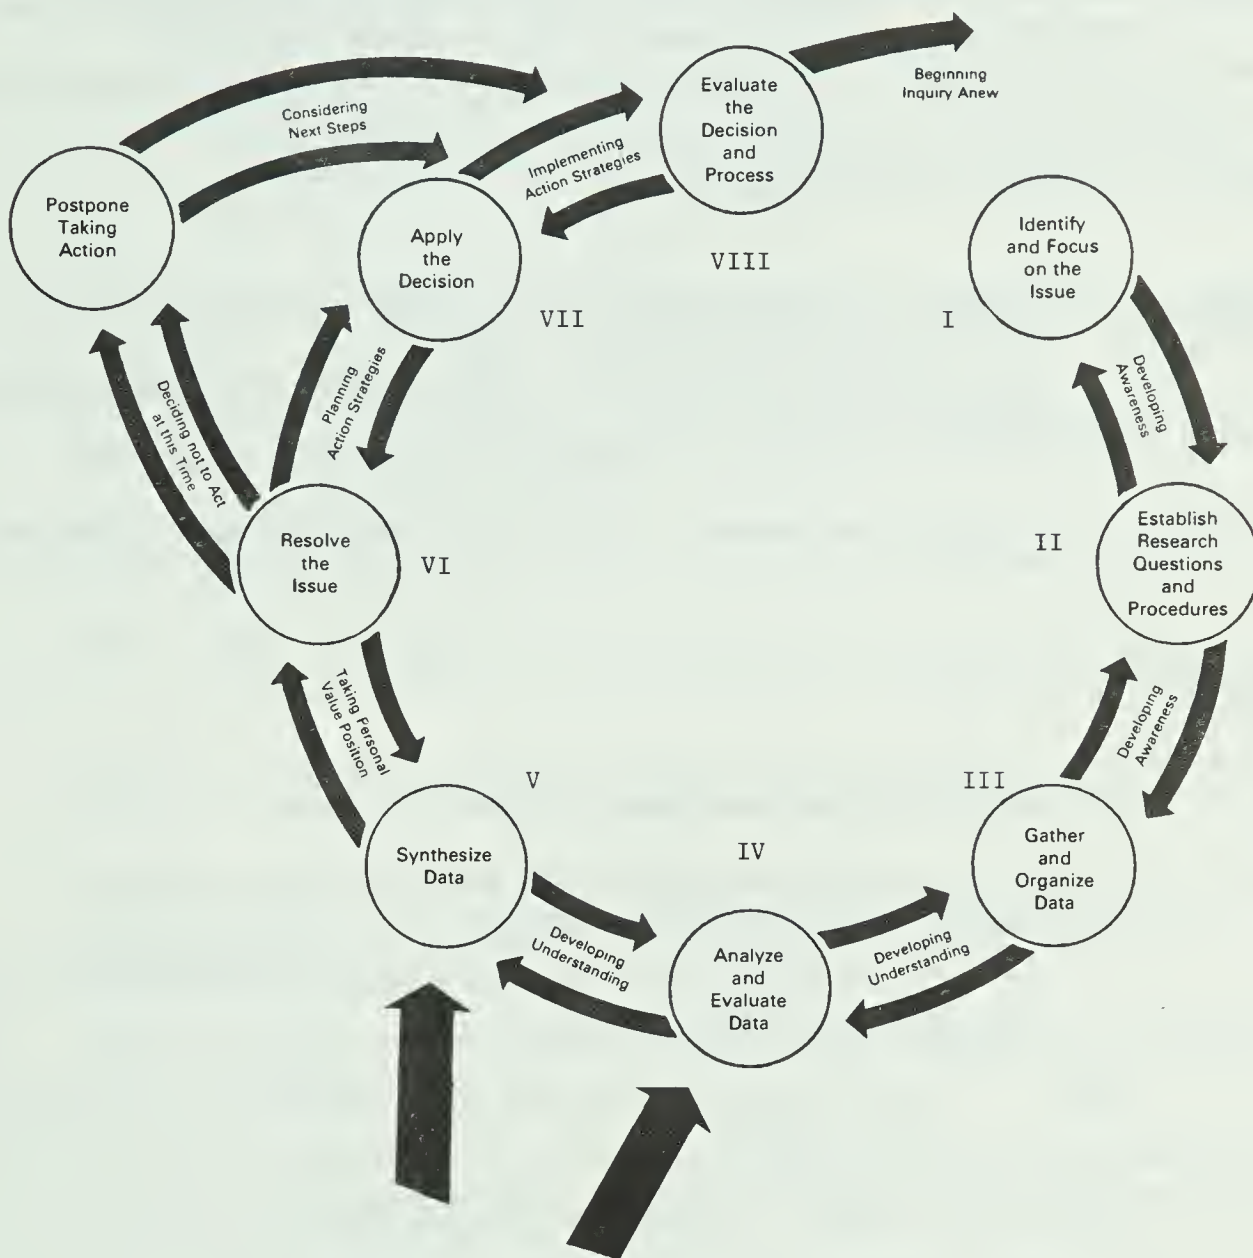 Evaluate
the
Decision
and
Process
VIII
Beginning
Inquiry Anew
Identify
and Focus
on the
Issue
I
Developing
Awareness
Establish
Research
Questions
and
Procedures
II
Developing
Awareness
III
Gather
and
Organize
Data
Developing
Understanding
IV
Analyze
and
Evaluate
Data
Developing
Understanding
V
Synthesize
Data
Taking Personal
Value Position
Resolve
the
Issue
VI
Planning
Action Strategies
Deciding not to Act
at this Time
Postpone
Taking
Action
Considering
Next Steps
Apply
the
Decision
VII
Implementing
Action Strategies